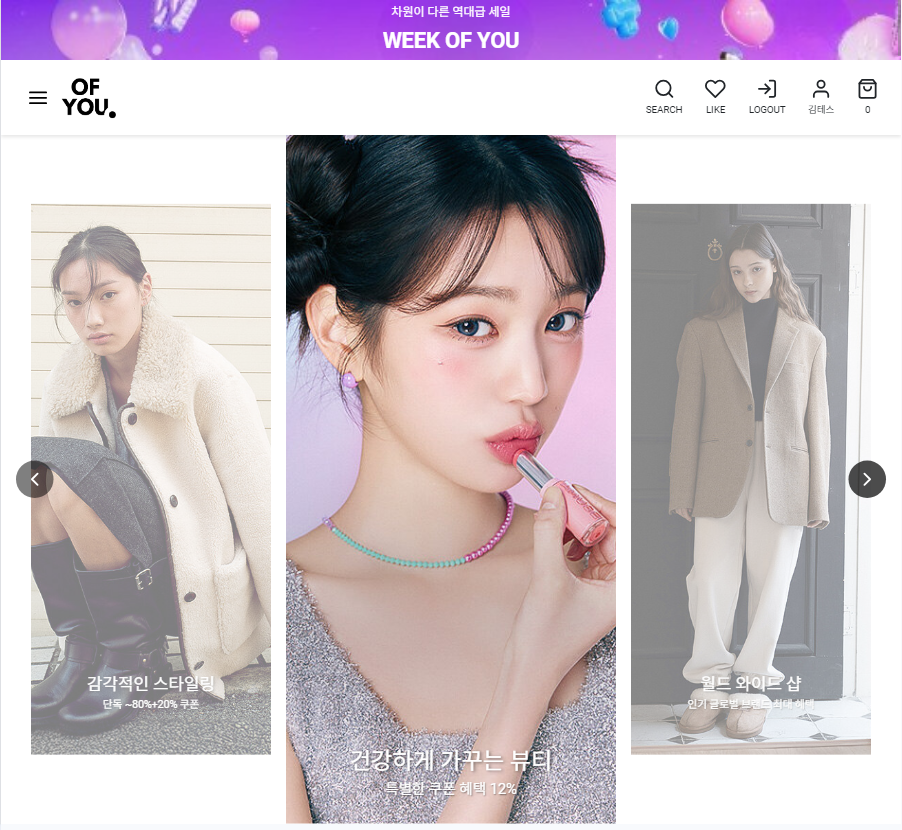 차원이 다른 역대급 세일
WEEK OF YOU
OF
YOU.
SEARCH
LIKE
LOGOUT
김테스
0
감각적인 스타일링
단독 ~80%+20% 쿠폰
건강하게 가꾸는 뷰티
특별한 쿠폰 혜택 12%
월드 와이드 샵
인기 글로벌 브랜드 최대 혜택